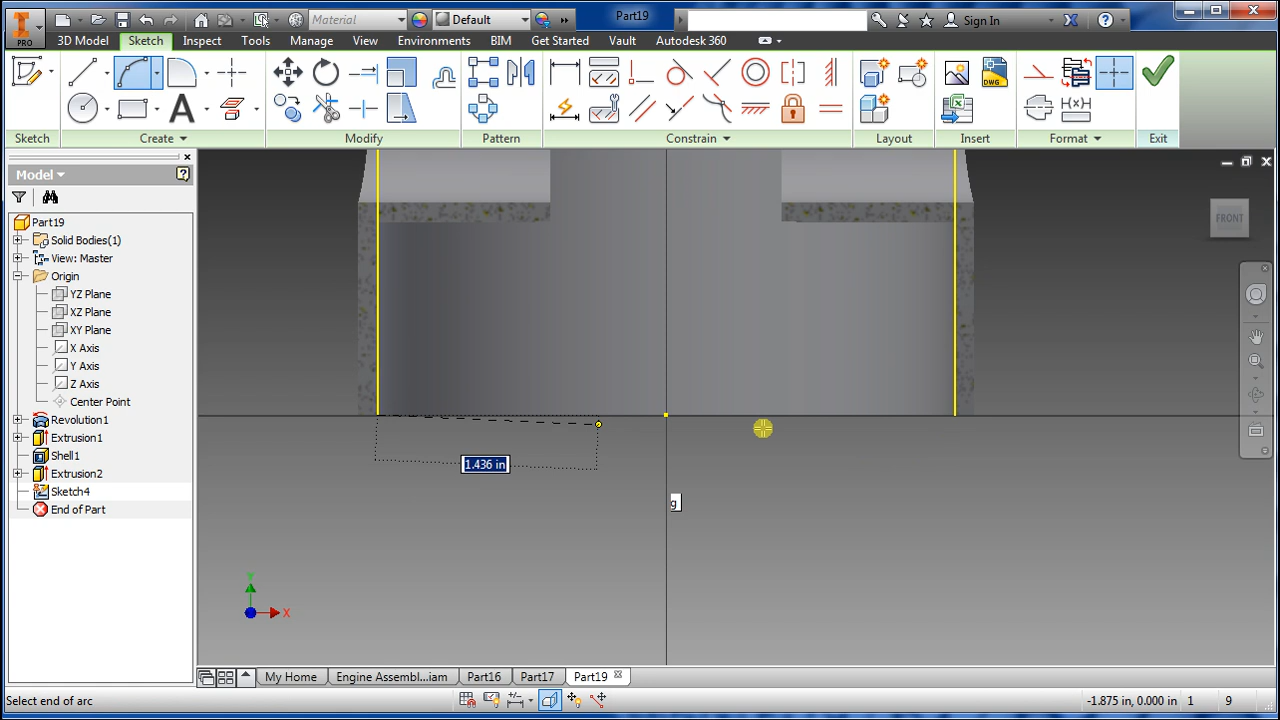 Material
Default
Part19
Sign In
PRO
3D Model
Sketch
Inspect
Tools
Manage
View
Environments
BIM
Get Started
Vault
Autodesk 360
DWG
H(x)
Sketch
Create
Modify
Pattern
Constrain
Layout
Insert
Format
Exit
Model
Part19
Solid Bodies(1)
View: Master
Origin
YZ Plane
XZ Plane
XY Plane
X Axis
Y Axis
Z Axis
Center Point
Revolution1
Extrusion1
Shell1
Extrusion2
Sketch4
End of Part
FRONT
1.436 in
g
Y
X
My Home
Engine Assembl...iam
Part16
Part17
Part19
Select end of arc
-1.875 in, 0.000 in
1
9